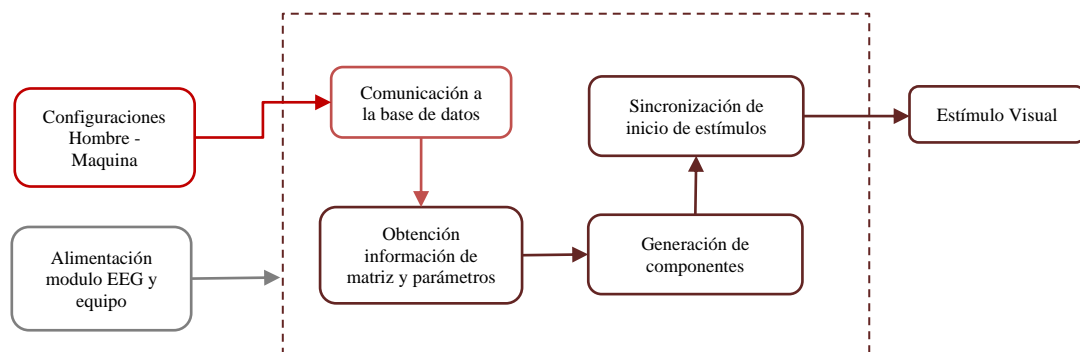 Configuraciones
Hombre -
Maquina
Alimentación
modulo EEG y
equipo
Comunicación a
la base de datos
Obtención
información de
matriz y parámetros
Generación de
componentes
Sincronización de
inicio de estímulos
Estímulo Visual